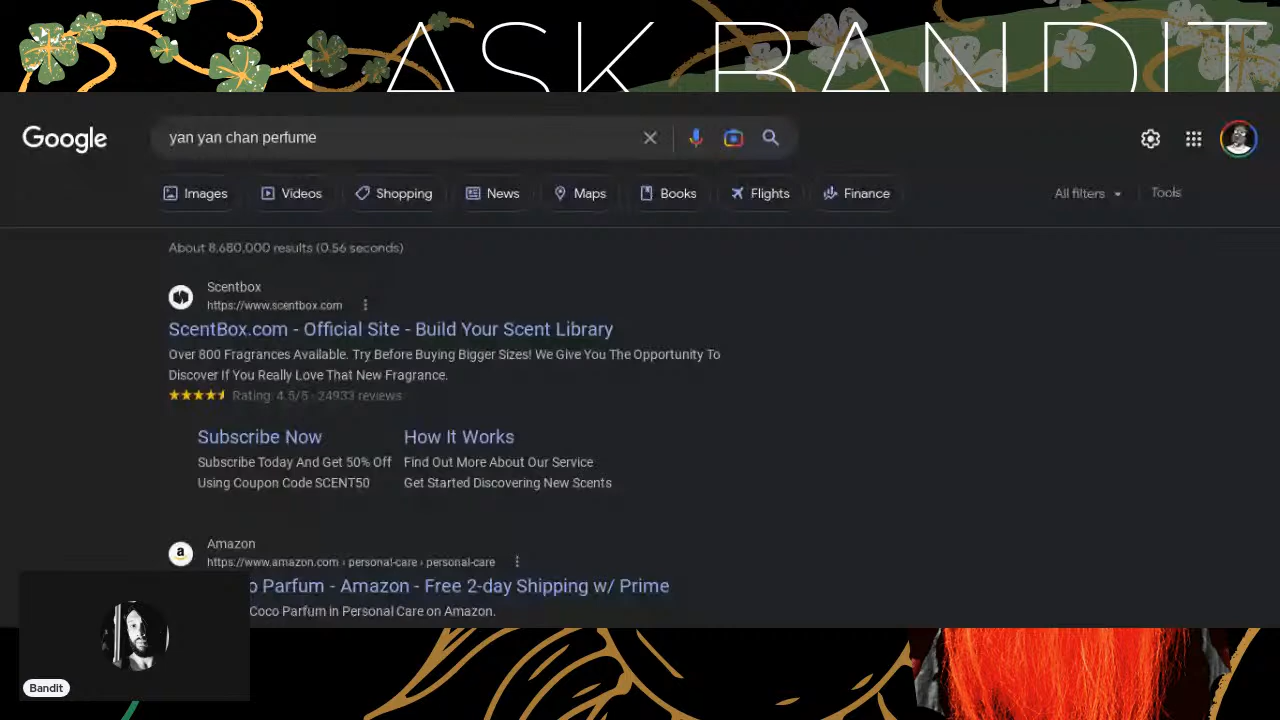 ASK BANDIT
Google
yan yan chan perfume
Images
Videos
Shopping
News
Maps
Books
Flights
Finance
All filters
Tools
About 8,680,000 results (0.56 seconds)
Scentbox
https://www.scentbox.com
ScentBox.com - Official Site - Build Your Scent Library
Over 800 Fragrances Available. Try Before Buying Bigger Sizes! We Give You The Opportunity To
Discover If You Really Love That New Fragrance.
Rating: 4.5/5 · 24933 reviews
Subscribe Now
Subscribe Today And Get 50% Off
Using Coupon Code SCENT50
How It Works
Find Out More About Our Service
Get Started Discovering New Scents
Amazon
a
https://www.amazon.com › personal-care › personal-care
o Parfum - Amazon - Free 2-day Shipping w/ Prime
Coco Parfum in Personal Care on Amazon.
Bandit